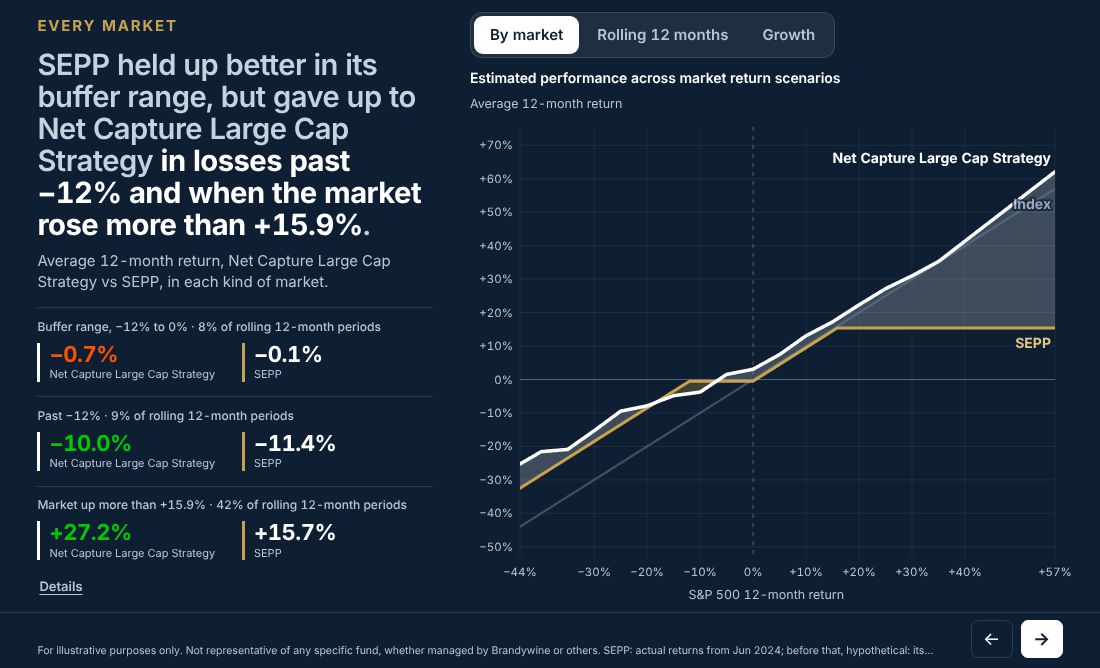 EVERY MARKET
SEPP held up better in its
buffer range, but gave up to
Net Capture Large Cap
Strategy in losses past
−12% and when the market
rose more than +15.9%.
Average 12-month return, Net Capture Large Cap
Strategy vs SEPP, in each kind of market.
Buffer range, −12% to 0% · 8% of rolling 12-month periods
−0.7%
Net Capture Large Cap Strategy
−0.1%
SEPP
Past −12% · 9% of rolling 12-month periods
−10.0%
Net Capture Large Cap Strategy
−11.4%
SEPP
Market up more than +15.9% · 42% of rolling 12-month periods
+27.2%
Net Capture Large Cap Strategy
+15.7%
SEPP
Details
By market
Rolling 12 months
Growth
Estimated performance across market return scenarios
Average 12-month return
+70%
+60%
+50%
+40%
+30%
+20%
+10%
0%
−10%
−20%
−30%
−40%
−50%
Net Capture Large Cap Strategy
Index
SEPP
−44%
−30%
−20%
−10%
0%
+10%
+20%
+30%
+40%
+57%
S&P 500 12-month return
For illustrative purposes only. Not representative of any specific fund, whether managed by Brandywine or others. SEPP: actual returns from Jun 2024; before that, hypothetical: its…